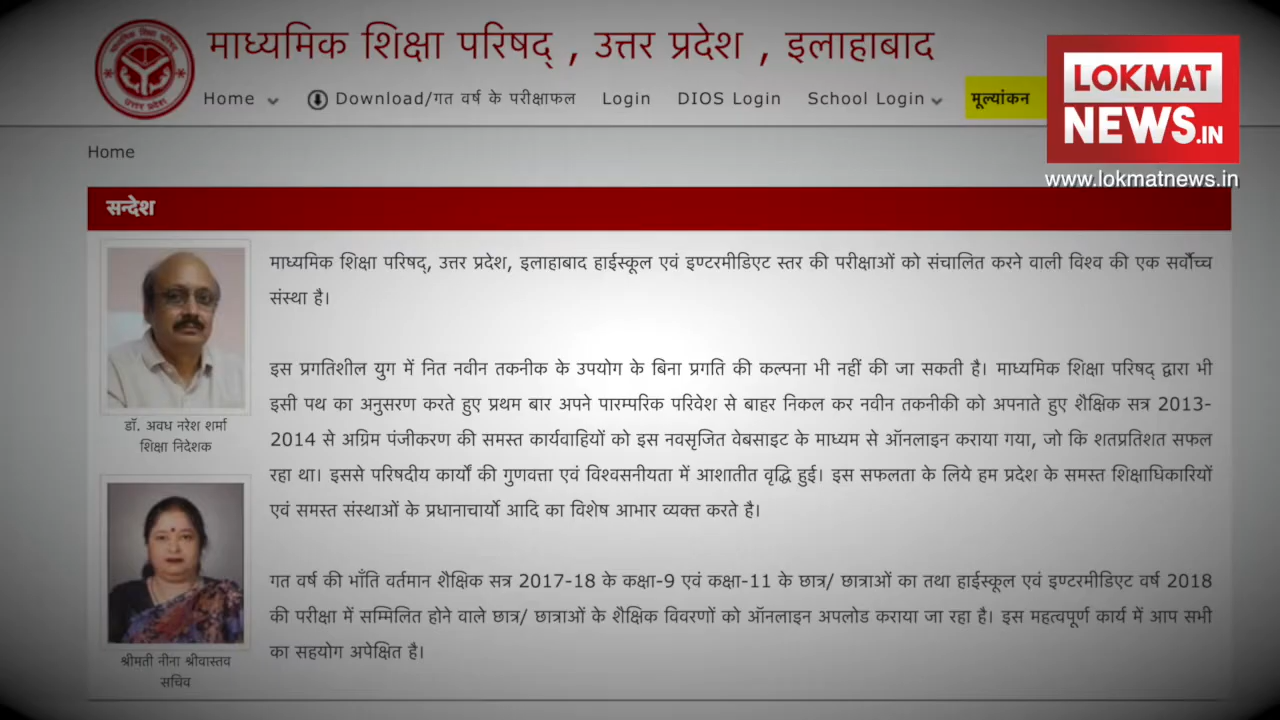 माध्यमिक शिक्षा परिषद् , उत्तर प्रदेश , इलाहाबाद
Home Download/गत वर्ष के परीक्षाफल Login DIOS Login School Login मूल्यांकन
LOKMAT
NEWS.IN
www.lokmatnews.in
Home
सन्देश
माध्यमिक शिक्षा परिषद्, उत्तर प्रदेश, इलाहाबाद हाईस्कूल एवं इण्टरमीडिएट स्तर की परीक्षाओं को संचालित करने वाली विश्व की एक सर्वोच्च
संस्था है।
इस प्रगतिशील युग में नित नवीन तकनीक के उपयोग के बिना प्रगति की कल्पना भी नहीं की जा सकती है। माध्यमिक शिक्षा परिषद् द्वारा भी
इसी पथ का अनुसरण करते हुए प्रथम बार अपने पारम्परिक परिवेश से बाहर निकल कर नवीन तकनीकी को अपनाते हुए शैक्षिक सत्र 2013-
2014 से अग्रिम पंजीकरण की समस्त कार्यवाहियों को इस नवसृजित वेबसाइट के माध्यम से ऑनलाइन कराया गया, जो कि शतप्रतिशत सफल
रहा था। इससे परिषदीय कार्यों की गुणवत्ता एवं विश्वसनीयता में आशातीत वृद्धि हुई। इस सफलता के लिये हम प्रदेश के समस्त शिक्षाधिकारियों
एवं समस्त संस्थाओं के प्रधानाचार्यो आदि का विशेष आभार व्यक्त करते है।
गत वर्ष की भाँति वर्तमान शैक्षिक सत्र 2017-18 के कक्षा-9 एवं कक्षा-11 के छात्र/ छात्राओं का तथा हाईस्कूल एवं इण्टरमीडिएट वर्ष 2018
की परीक्षा में सम्मिलित होने वाले छात्र/ छात्राओं के शैक्षिक विवरणों को ऑनलाइन अपलोड कराया जा रहा है। इस महत्वपूर्ण कार्य में आप सभी
का सहयोग अपेक्षित है।
डॉ. अवध नरेश शर्मा
शिक्षा निदेशक
श्रीमती नीना श्रीवास्तव
सचिव